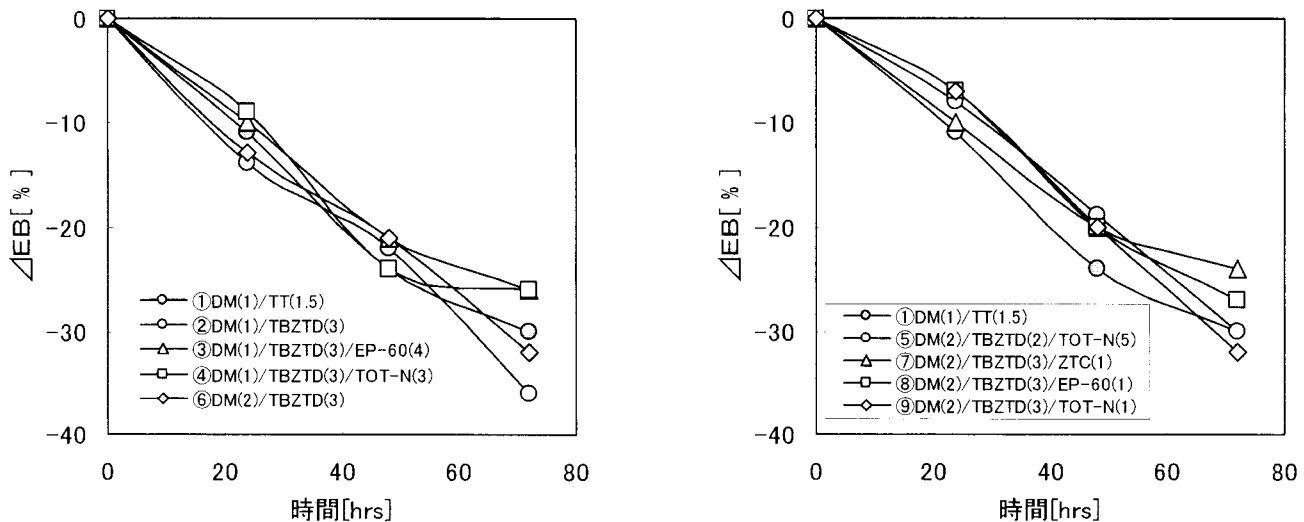 0
-10
-20
-30
-40
⊿EB[%]
0
20
40
60
80
時間[hrs]
①DM(1)/TT(1.5)
②DM(1)/TBZTD(3)
③DM(1)/TBZTD(3)/EP-60(4)
④DM(1)/TBZTD(3)/TOT-N(3)
⑥DM(2)/TBZTD(3)
0
-10
-20
-30
-40
⊿EB[%]
0
20
40
60
80
時間[hrs]
①DM(1)/TT(1.5)
⑤DM(2)/TBZTD(2)/TOT-N(5)
⑦DM(2)/TBZTD(3)/ZTC(1)
⑧DM(2)/TBZTD(3)/EP-60(1)
⑨DM(2)/TBZTD(3)/TOT-N(1)